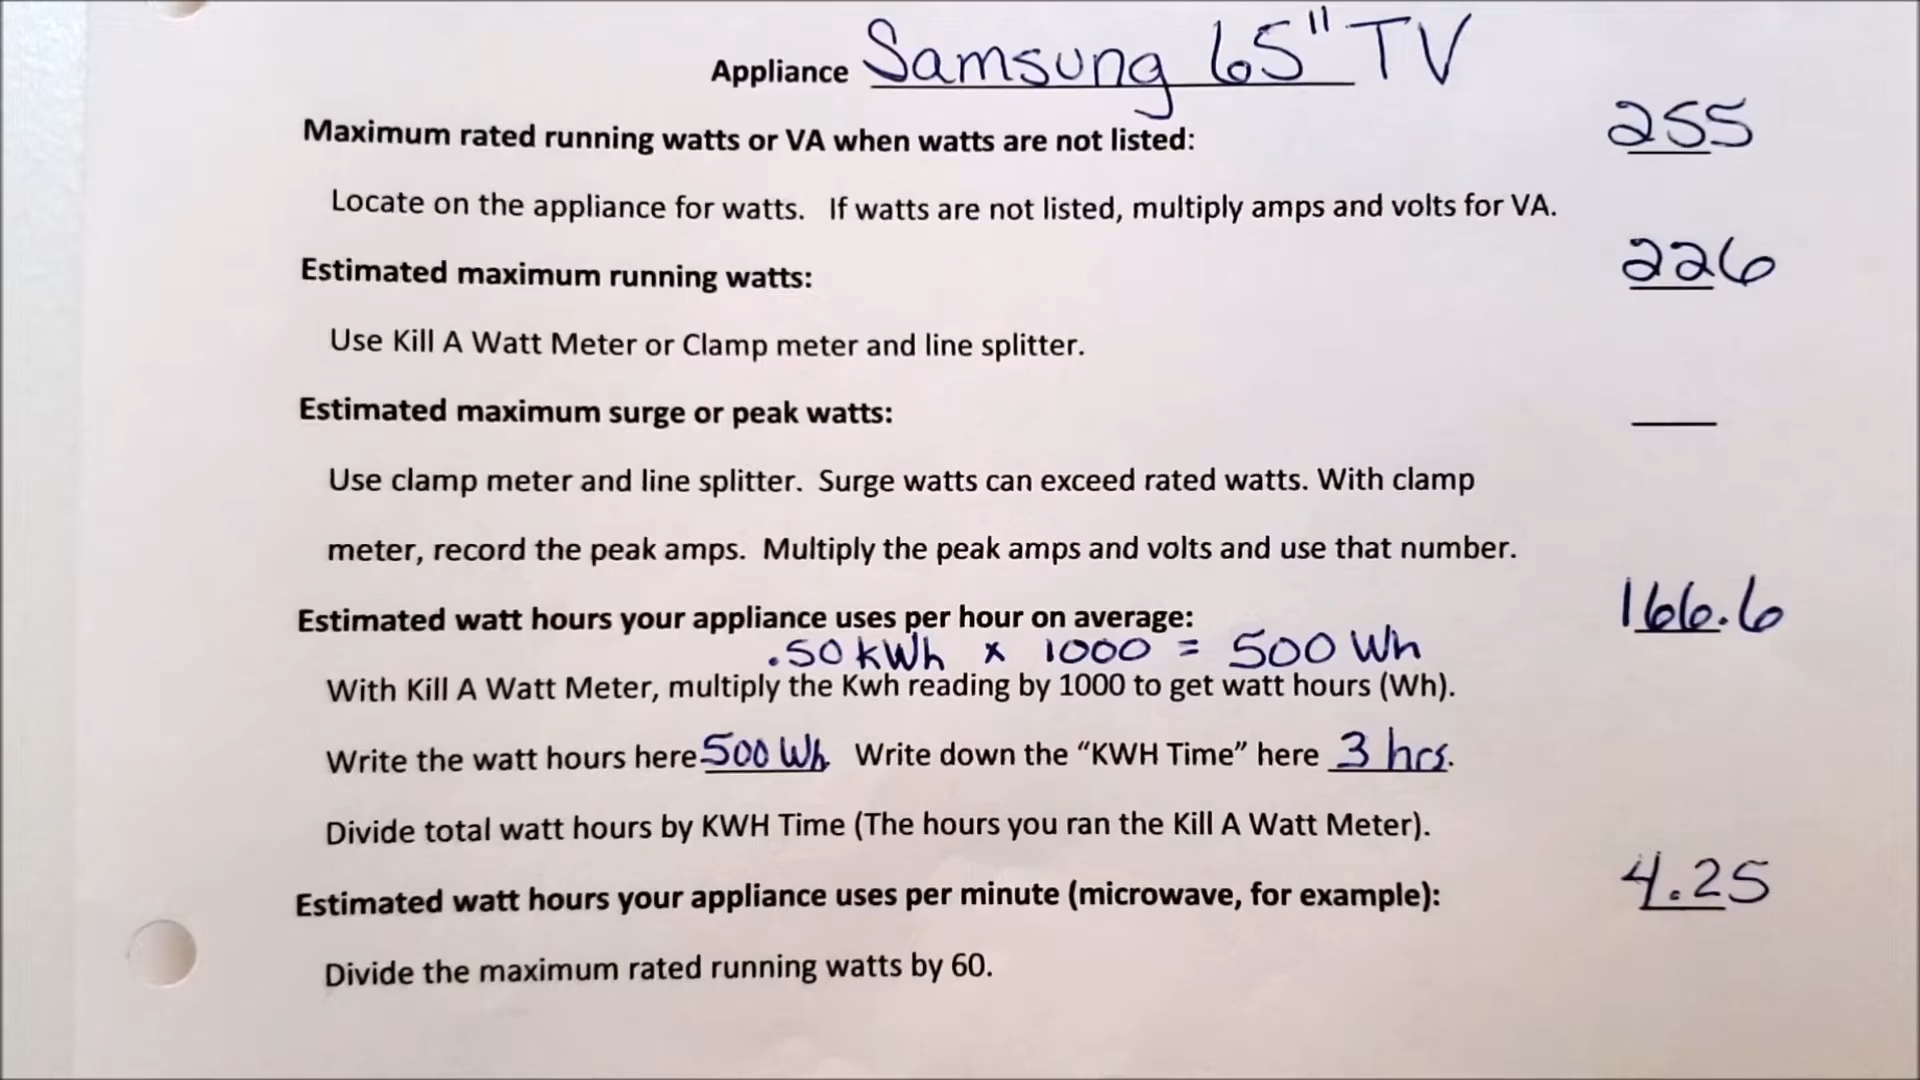 Appliance Samsung 65" TV
Maximum rated running watts or VA when watts are not listed: 255
Locate on the appliance for watts. If watts are not listed, multiply amps and volts for VA.
Estimated maximum running watts: 226
Use Kill A Watt Meter or Clamp meter and line splitter.
Estimated maximum surge or peak watts:
Use clamp meter and line splitter. Surge watts can exceed rated watts. With clamp
meter, record the peak amps. Multiply the peak amps and volts and use that number.
Estimated watt hours your appliance uses per hour on average: 166.6
.50 kWh x 1000 = 500 Wh
With Kill A Watt Meter, multiply the Kwh reading by 1000 to get watt hours (Wh).
Write the watt hours here 500 Wh Write down the “KWH Time” here 3 hrs.
Divide total watt hours by KWH Time (The hours you ran the Kill A Watt Meter).
Estimated watt hours your appliance uses per minute (microwave, for example): 4.25
Divide the maximum rated running watts by 60.